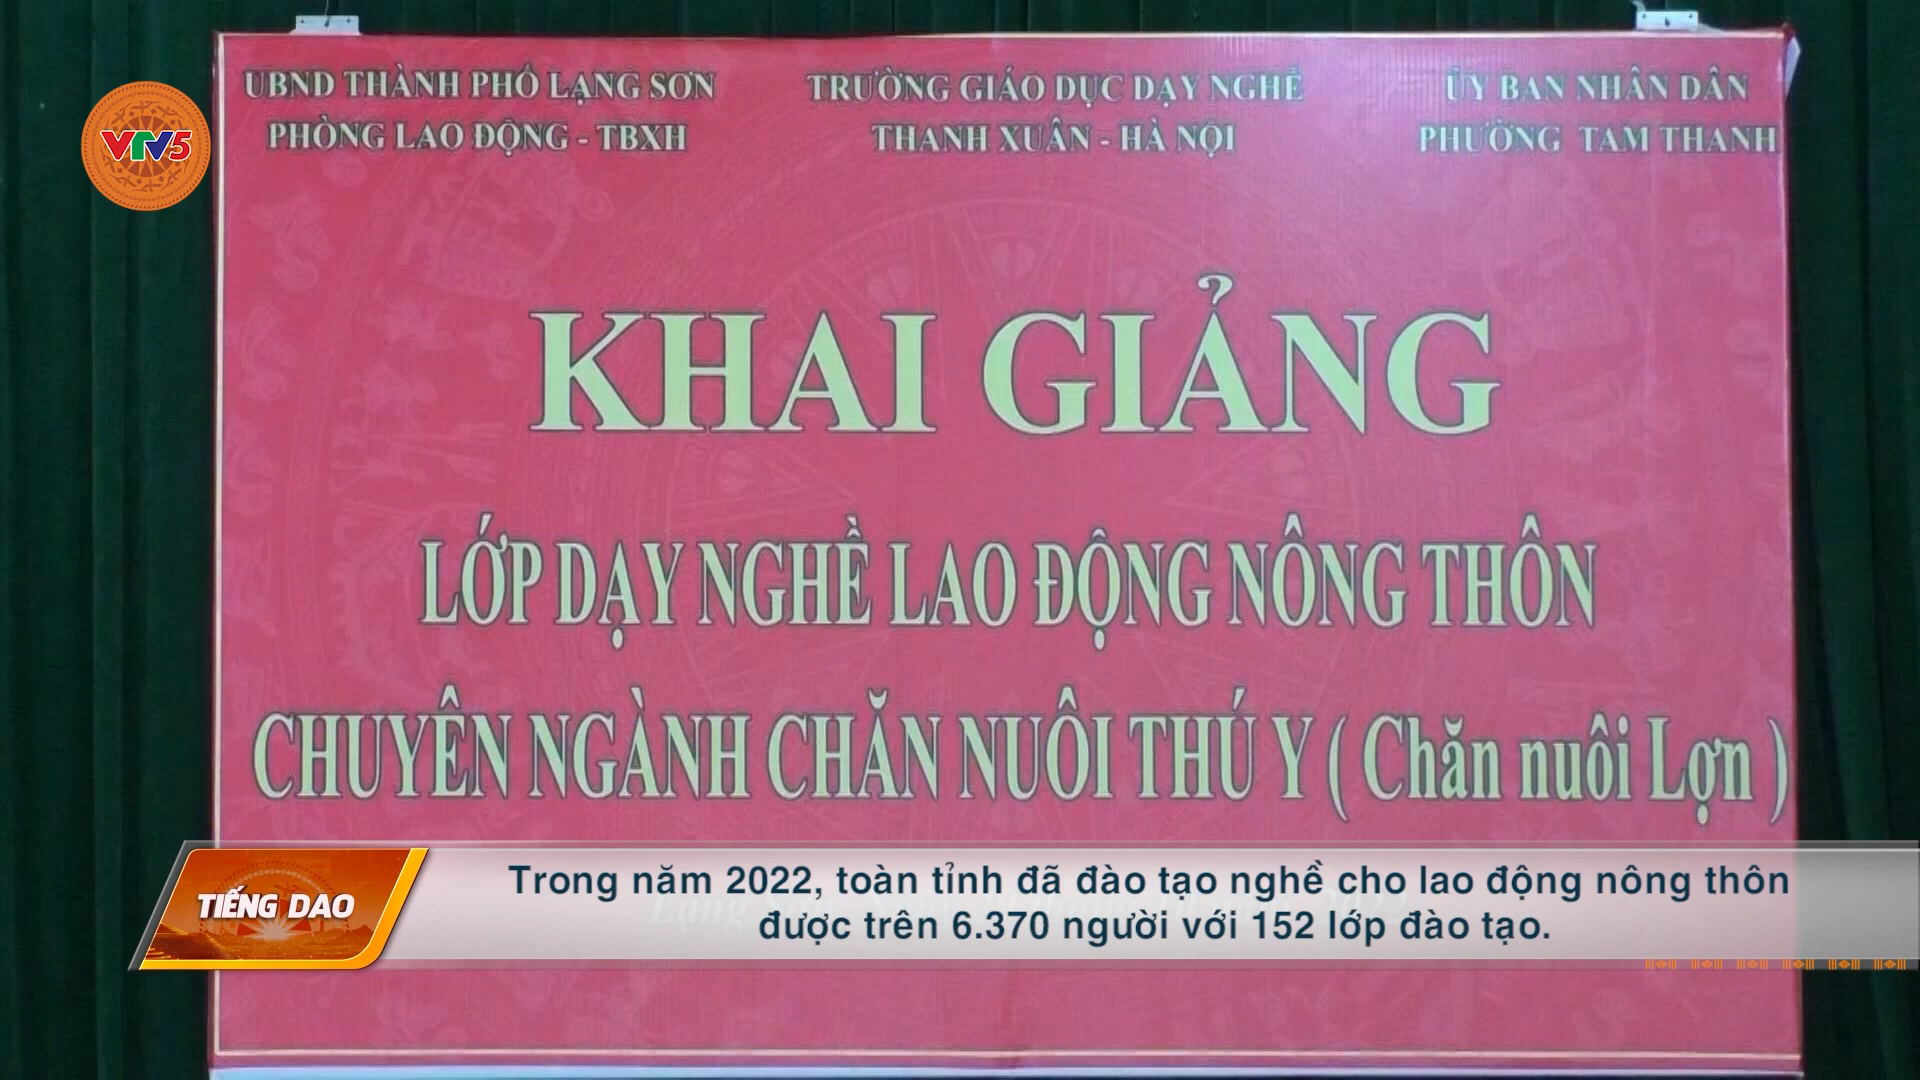 UBND THÀNH PHỐ LẠNG SƠN
PHÒNG LAO ĐỘNG - TBXH
TRƯỜNG GIÁO DỤC DẠY NGHỀ
THANH XUÂN - HÀ NỘI
ỦY BAN NHÂN DÂN
PHƯỜNG TAM THANH
VTV5
KHAI GIẢNG
LỚP DẠY NGHỀ LAO ĐỘNG NÔNG THÔN
CHUYÊN NGÀNH CHĂN NUÔI THÚ Y ( Chăn nuôi Lợn )
TIẾNG DAO
Trong năm 2022, toàn tỉnh đã đào tạo nghề cho lao động nông thôn
được trên 6.370 người với 152 lớp đào tạo.